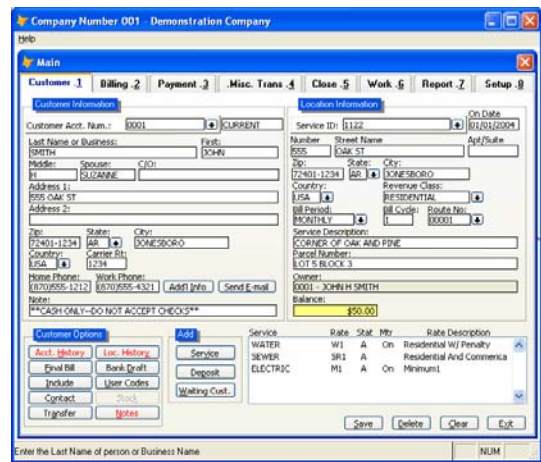 Company Number 001 - Demonstration Company
Help
Main
Customer .1 Billing .2 Payment .3 .Misc. Trans .4 Close .5 Work .6 Report .7 Setup .8
Customer Information Location Information
On Date
Customer Acct. Num.: 0001 CURRENT Service ID: 1122 01/01/2004
Last Name or Business: First: Number Street Name Apt/Suite
SMITH JOHN 555 OAK ST
Middle: Spouse: C/O: Zip: State: City:
H SUZANNE 72401-1234 AR JONESBORO
Address 1: Country: Revenue Class:
555 OAK ST USA RESIDENTIAL
Address 2: Bill Period: Bill Cycle: Route No:
MONTHLY 1 00001
Zip: State: City: Service Description:
72401-1234 AR JONESBORO CORNER OF OAK AND PINE
Country: Carrier Rt: Parcel Number:
USA 1234 LOT 5 BLOCK 3
Home Phone: Work Phone: Owner:
(870)555-1212 (870)555-4321 Add'l Info Send E-mail 0001 - JOHN H SMITH
Note: Balance:
**CASH ONLY--DO NOT ACCEPT CHECKS** $50.00
Customer Options Add Service Rate Stat Mtr Rate Description
Acct. History Loc. History Service WATER W1 A On Residential W/ Penalty
Final Bill Bank Draft Deposit SEWER SR1 A Residential And Commerica
Include User Codes Waiting Cust. ELECTRIC M1 A On Minimum1
Contact Stock
Transfer Notes Save Delete Clear Exit
Enter the Last Name of person or Business Name NUM